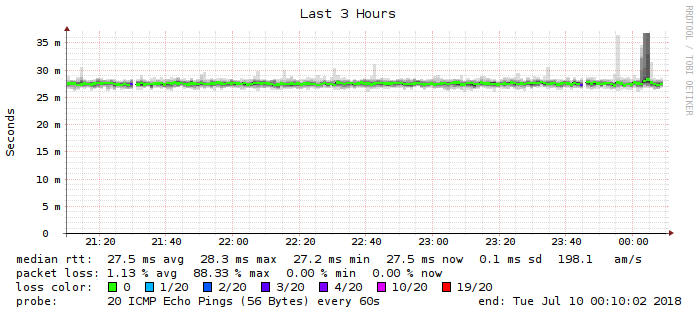 Last 3 Hours
RRDTOOL / TOBI OETIKER
Seconds
35 m
30 m
25 m
20 m
15 m
10 m
5 m
0
21:20 21:40 22:00 22:20 22:40 23:00 23:20 23:40 00:00
median rtt: 27.5 ms avg 28.3 ms max 27.2 ms min 27.5 ms now 0.1 ms sd 198.1 am/s
packet loss: 1.13 % avg 88.33 % max 0.00 % min 0.00 % now
loss color: 0 1/20 2/20 3/20 4/20 10/20 19/20
probe: 20 ICMP Echo Pings (56 Bytes) every 60s end: Tue Jul 10 00:10:02 2018